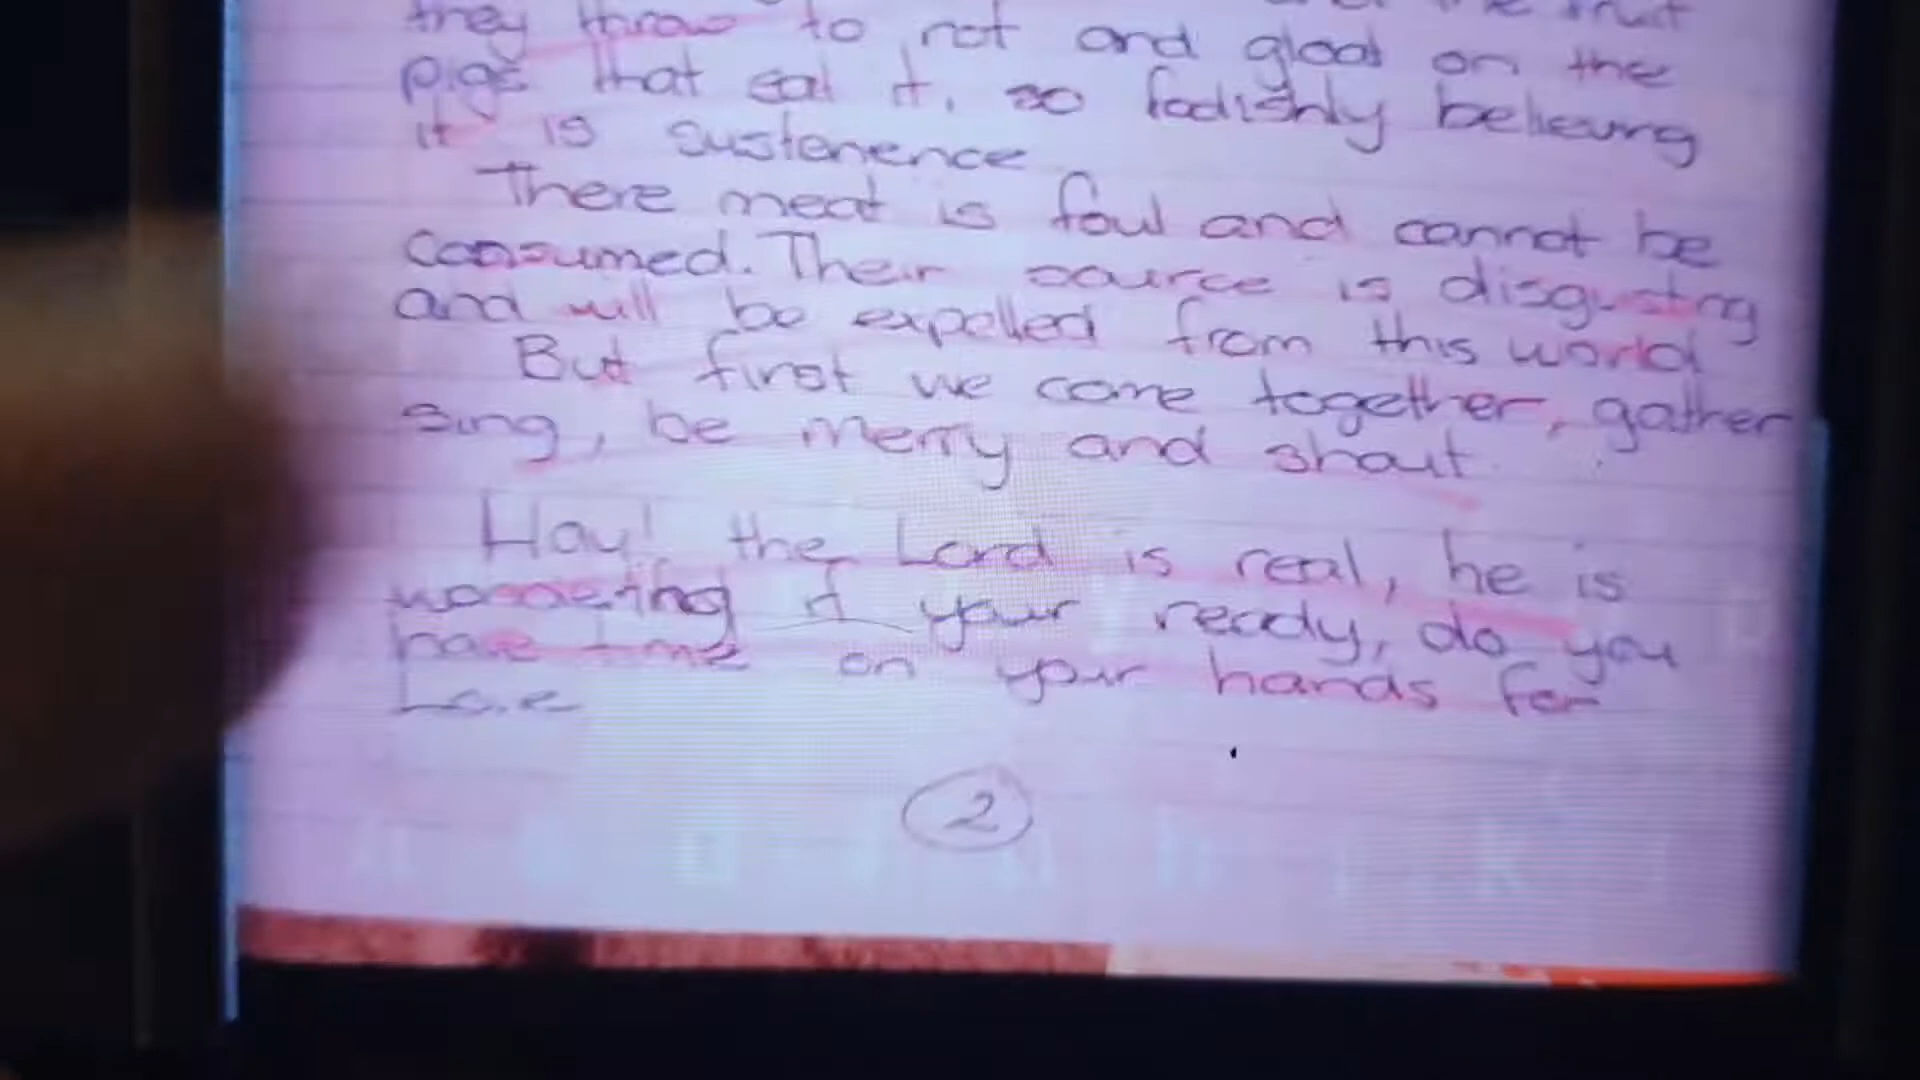 they throw to rot and gloat on the
pigs that eat it, so foolishly believing
it is sustenence
There meat is foul and cannot be
consumed. Their source is disgusting
and will be expelled from this world
But first we come together, gather
sing, be merry and shout
Hay! the Lord is real, he is
if your ready, do you
have time on your hands for
Love
2